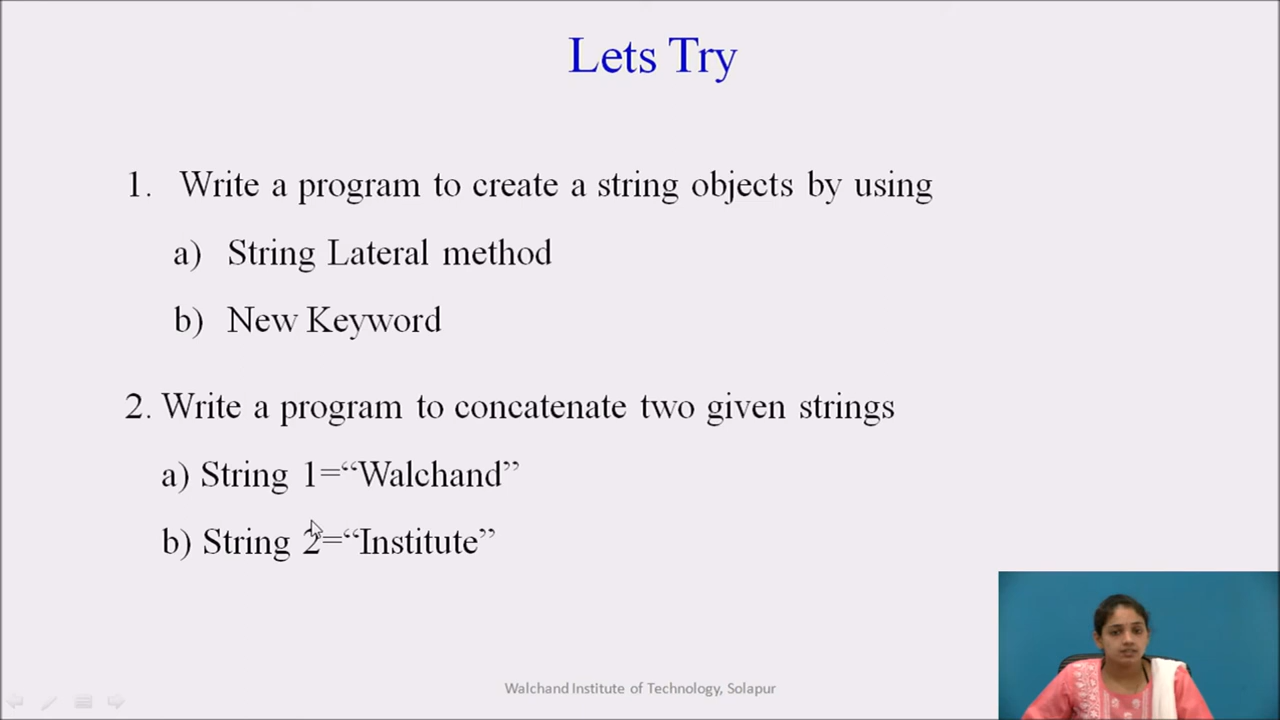 Lets Try
1. Write a program to create a string objects by using
a) String Lateral method
b) New Keyword
2. Write a program to concatenate two given strings
a) String 1=“Walchand”
b) String 2=“Institute”
Walchand Institute of Technology, Solapur